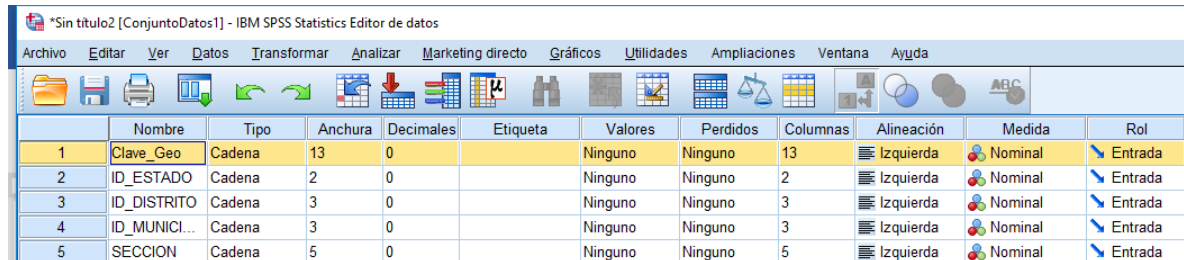 *Sin título2 [ConjuntoDatos1] - IBM SPSS Statistics Editor de datos
Archivo Editar Ver Datos Transformar Analizar Marketing directo Gráficos Utilidades Ampliaciones Ventana Ayuda
Nombre Tipo Anchura Decimales Etiqueta Valores Perdidos Columnas Alineación Medida Rol
1 Clave_Geo Cadena 13 0 Ninguno Ninguno 13 Izquierda Nominal Entrada
2 ID_ESTADO Cadena 2 0 Ninguno Ninguno 2 Izquierda Nominal Entrada
3 ID_DISTRITO Cadena 3 0 Ninguno Ninguno 3 Izquierda Nominal Entrada
4 ID_MUNICI... Cadena 3 0 Ninguno Ninguno 3 Izquierda Nominal Entrada
5 SECCION Cadena 5 0 Ninguno Ninguno 5 Izquierda Nominal Entrada